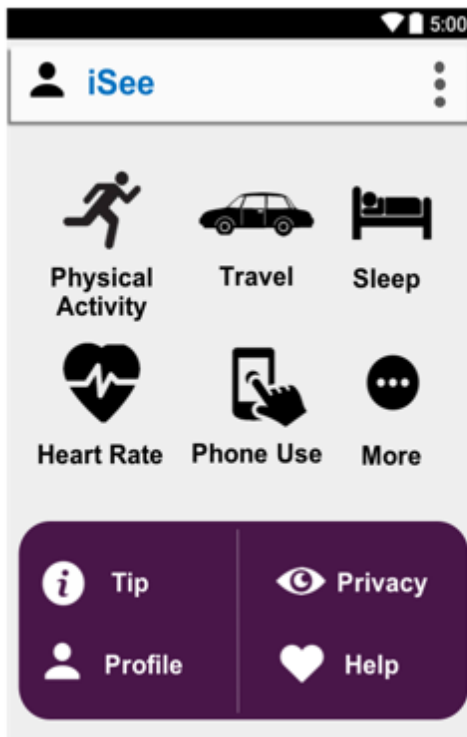 5:00
iSee
Physical
Activity
Travel
Sleep
Heart Rate
Phone Use
More
Tip
Privacy
Profile
Help